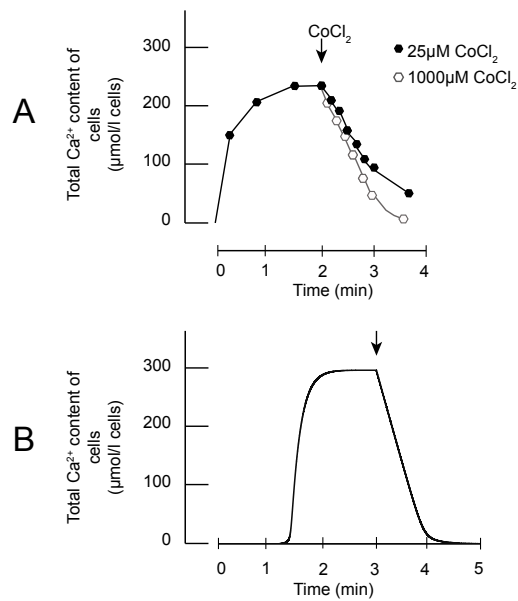 CoCl₂
25µM CoCl₂
1000µM CoCl₂
A
Total Ca²⁺ content of
cells
(µmol/l cells)
300
200
100
0
0 1 2 3 4
Time (min)
B
Total Ca²⁺ content of
cells
(µmol/l cells)
300
200
100
0
0 1 2 3 4 5
Time (min)